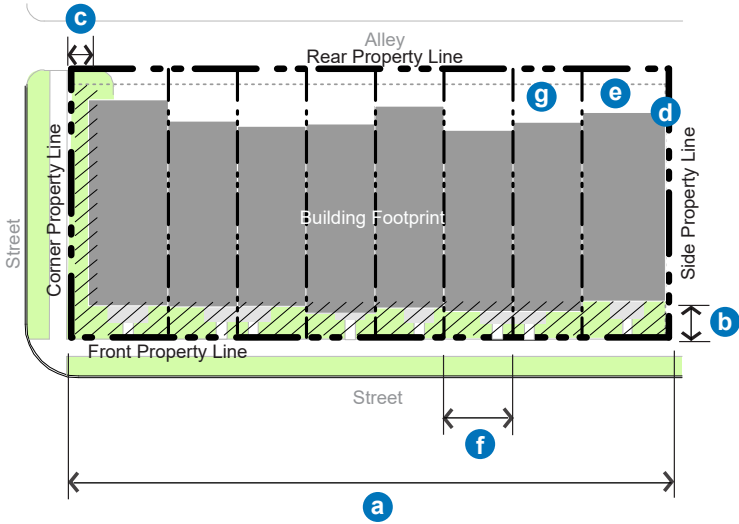 c
Alley
Rear Property Line
g
e
d
Corner Property Line
Street
Building Footprint
Side Property Line
b
Front Property Line
Street
f
a